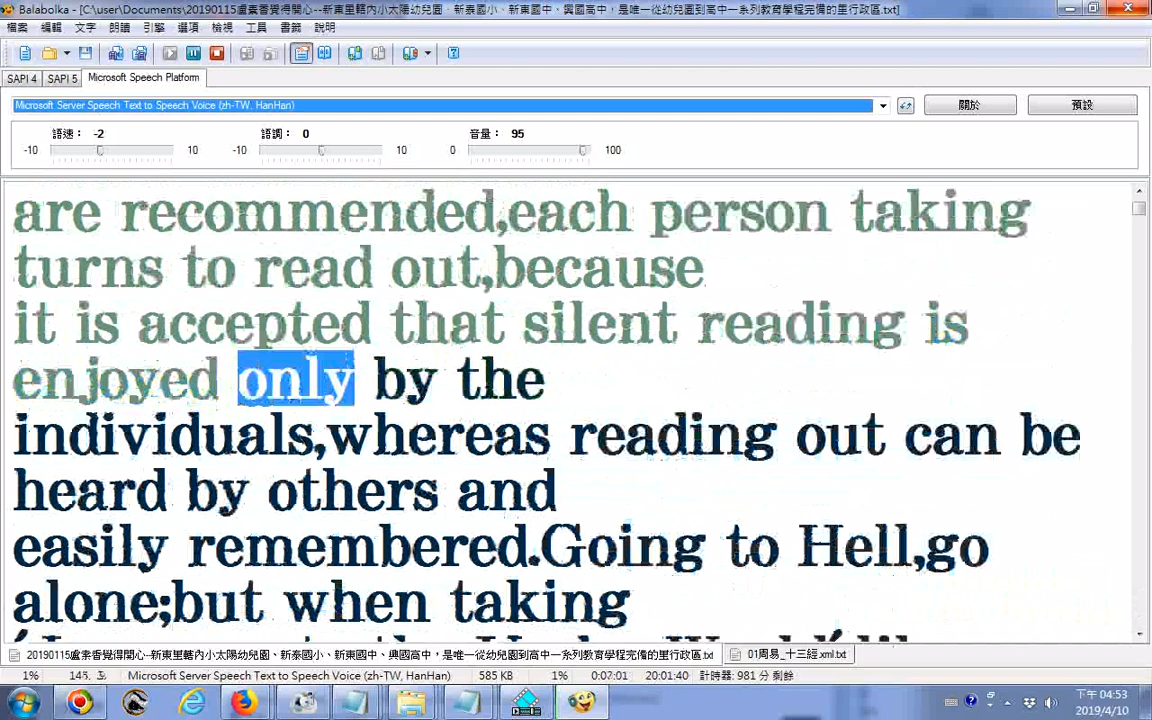 Balabolka - [C:\user\Documents\20190115盧素香覺得開心--新東里轄內小太陽幼兒園、新泰國小、新東國中、興國高中，是唯一從幼兒園到高中一系列教育學程完備的里行政區.txt]
檔案 編輯 文字 朗讀 引擎 選項 檢視 工具 書籤 說明
SAPI 4 SAPI 5 Microsoft Speech Platform
Microsoft Server Speech Text to Speech Voice (zh-TW, HanHan) 關於 預設
語速： -2 語調： 0 音量： 95
-10 10 -10 10 0 100
are recommended,each person taking
turns to read out,because
it is accepted that silent reading is
enjoyed only by the
individuals,whereas reading out can be
heard by others and
easily remembered.Going to Hell,go
alone;but when taking
20190115盧素香覺得開心--新東里轄內小太陽幼兒園、新泰國小、新東國中、興國高中，是唯一從幼兒園到高中一系列教育學程完備的里行政區.txt 01周易_十三經.xml.txt
1% 145: 3 Microsoft Server Speech Text to Speech Voice (zh-TW, HanHan) 585 KB 1% 0:07:01 20:01:40 計時器: 981 分 剩餘
下午 04:53
2019/4/10